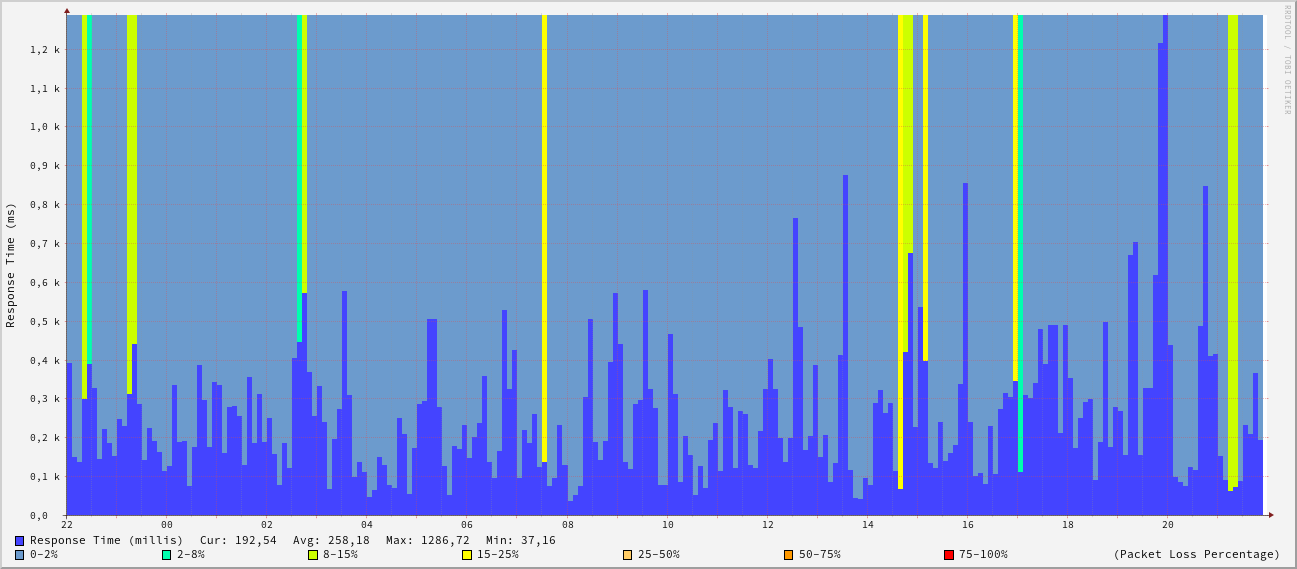 RRDTOOL / TOBI OETIKER
Response Time (ms)
1,2 k
1,1 k
1,0 k
0,9 k
0,8 k
0,7 k
0,6 k
0,5 k
0,4 k
0,3 k
0,2 k
0,1 k
0,0
22 00 02 04 06 08 10 12 14 16 18 20
Response Time (millis) Cur: 192,54 Avg: 258,18 Max: 1286,72 Min: 37,16
0-2% 2-8% 8-15% 15-25% 25-50% 50-75% 75-100% (Packet Loss Percentage)